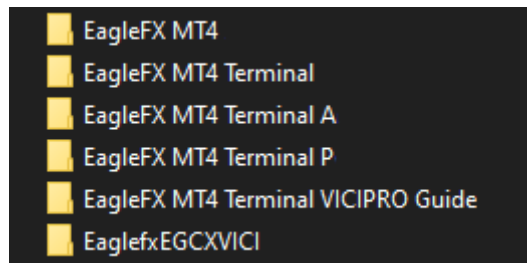 EagleFX MT4
EagleFX MT4 Terminal
EagleFX MT4 Terminal A
EagleFX MT4 Terminal P
EagleFX MT4 Terminal VICIPRO Guide
EaglefxEGCXVICI